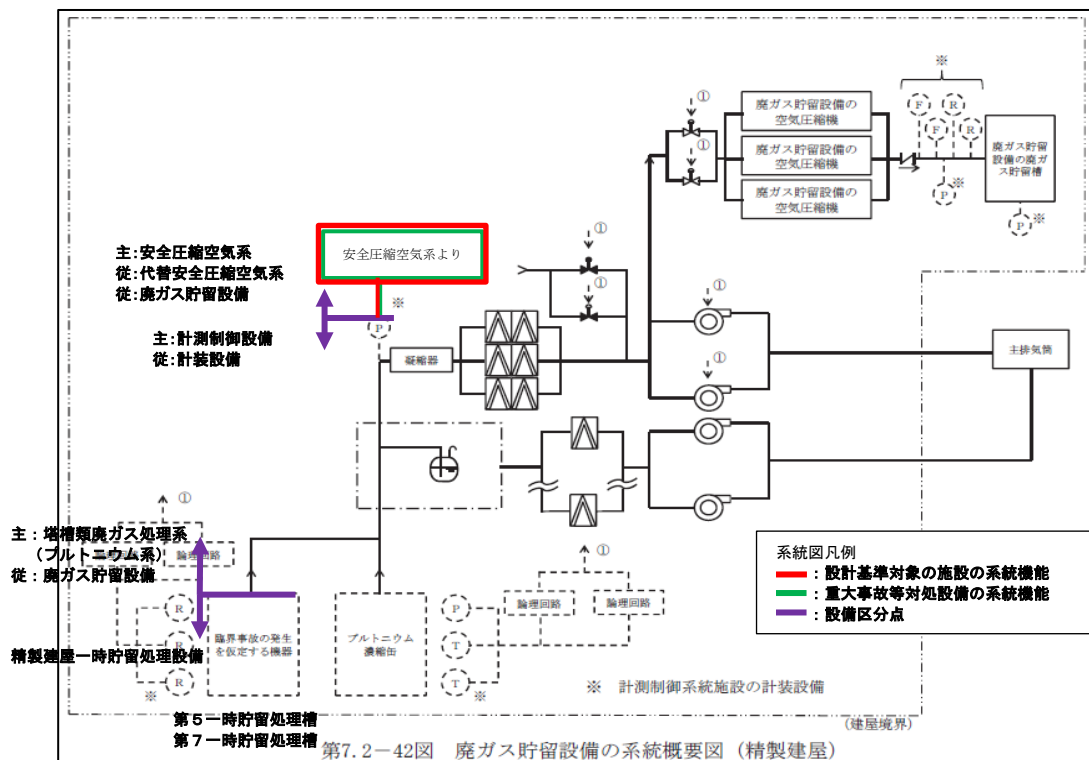 ※
①
F
R
F
R
①
廃ガス貯留設備の
空気圧縮機
廃ガス貯留設備の
空気圧縮機
廃ガス貯留設備の
空気圧縮機
廃ガス貯留
設備の廃ガ
ス貯留槽
P
※
P
※
主:安全圧縮空気系
従:代替安全圧縮空気系
従:廃ガス貯留設備
安全圧縮空気系より
※
P
主:計測制御設備
従:計装設備
①
①
凝縮器
①
①
主排気筒
①
主：塔槽類廃ガス処理系
（プルトニウム系）
従：廃ガス貯留設備
論理回路
R
R
R
※
精製建屋一時貯留処理設備
臨界事故の発生
を仮定する機器
プルトニウム
濃縮缶
①
論理回路
論理回路
P
T
T
※
系統図凡例
：設計基準対象の施設の系統機能
：重大事故等対処設備の系統機能
：設備区分点
※ 計測制御系統施設の計装設備
(建屋境界)
第５一時貯留処理槽
第７一時貯留処理槽
第7.2－42図 廃ガス貯留設備の系統概要図（精製建屋）